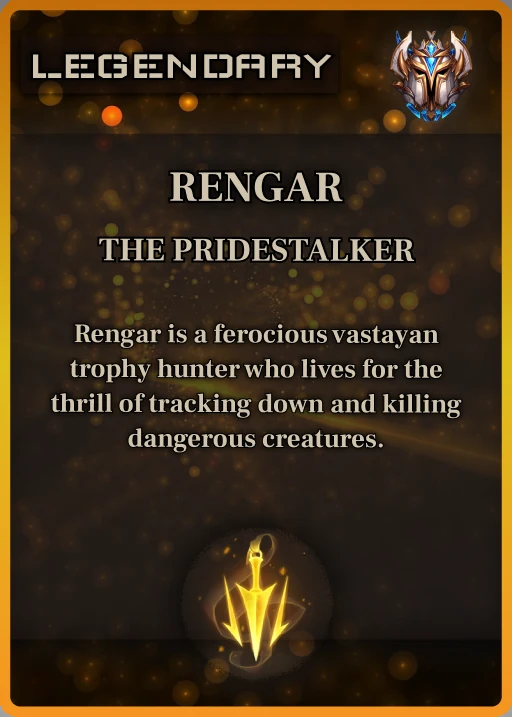 LEGENDARY
RENGAR
THE PRIDESTALKER
Rengar is a ferocious vastayan
trophy hunter who lives for the
thrill of tracking down and killing
dangerous creatures.